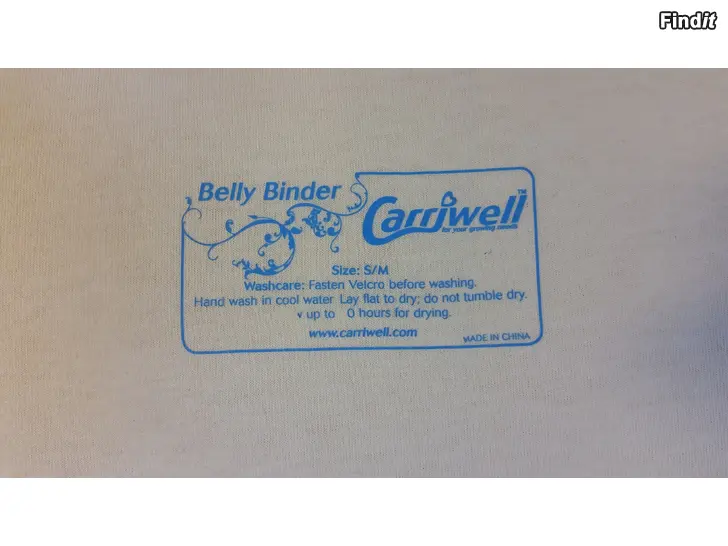 Findit
Belly Binder
Carriwell™
for your growing needs
Size: S/M
Washcare: Fasten Velcro before washing.
Hand wash in cool water Lay flat to dry; do not tumble dry.
up to 0 hours for drying.
www.carriwell.com
MADE IN CHINA